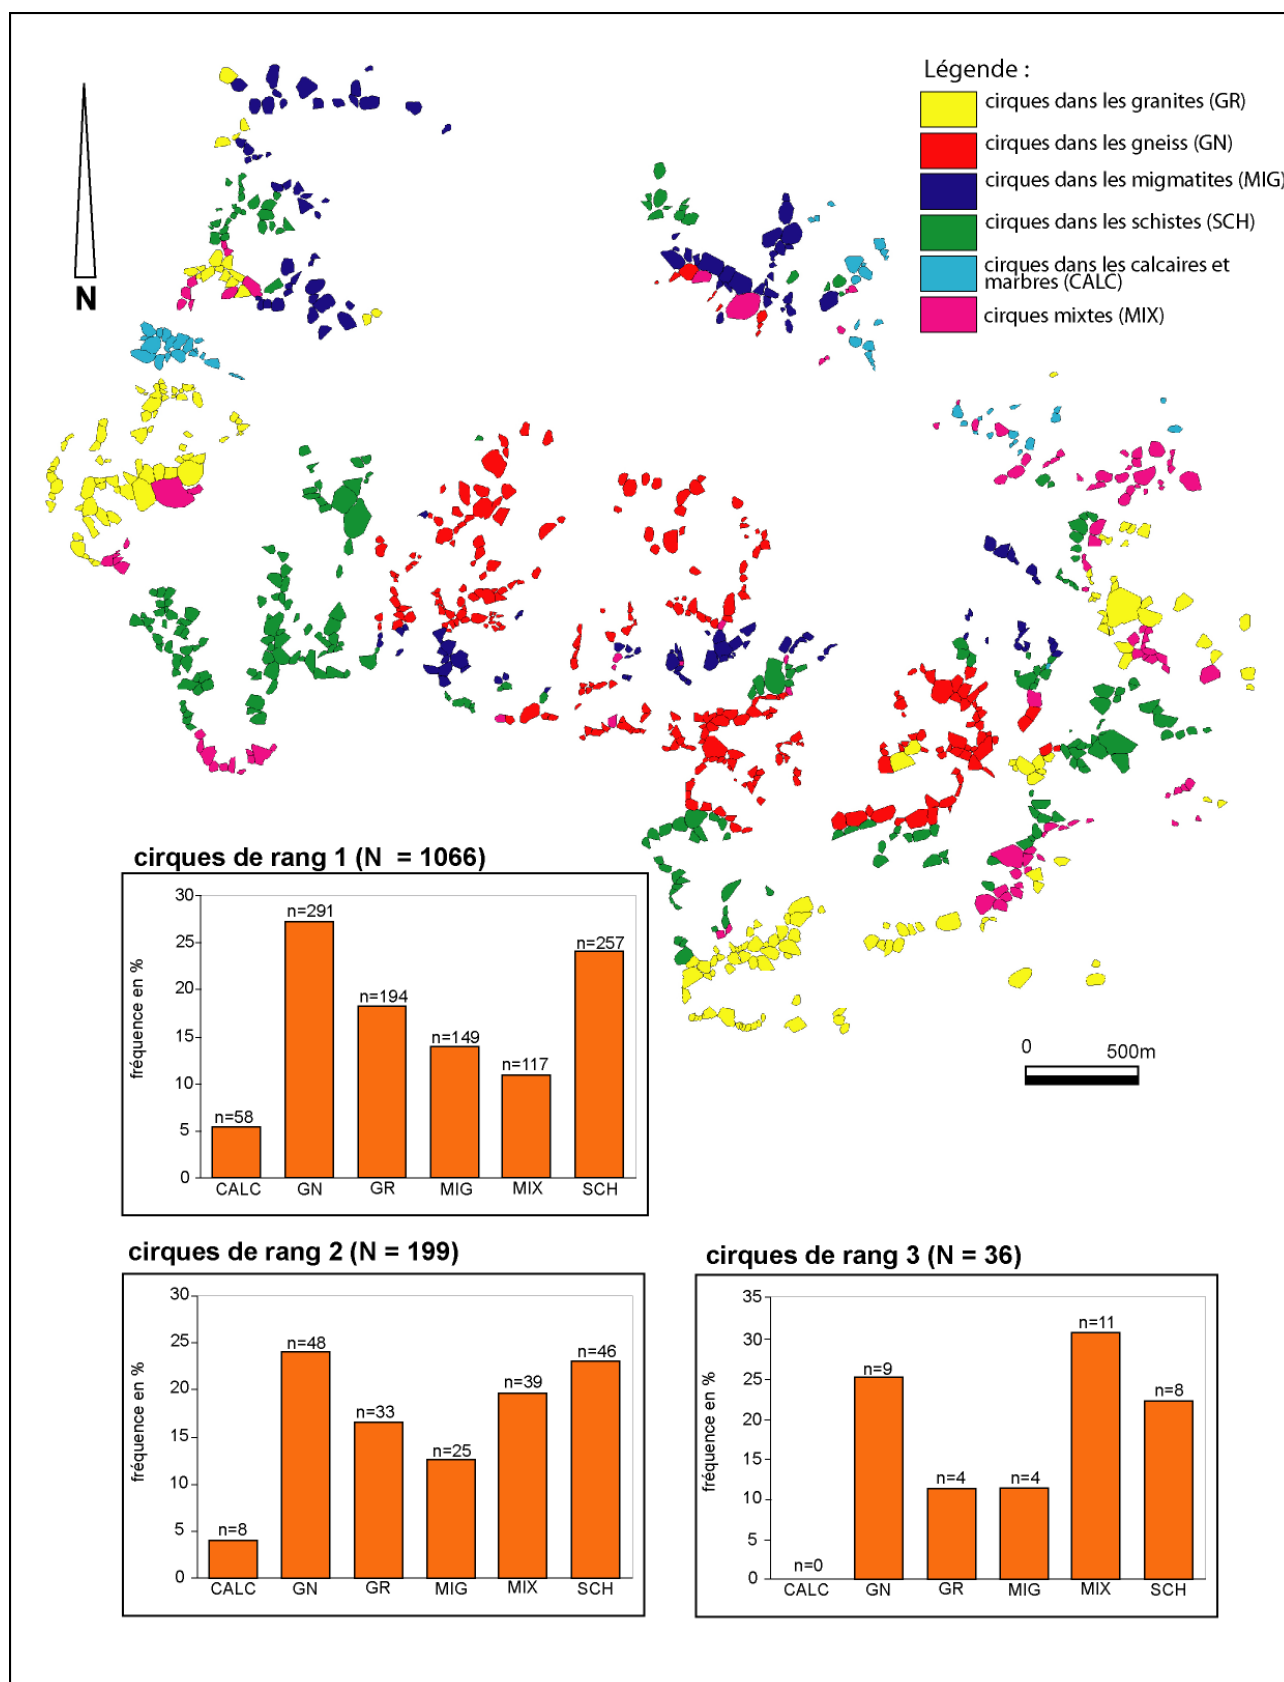 Légende :
cirques dans les granites (GR)
cirques dans les gneiss (GN)
cirques dans les migmatites (MIG)
cirques dans les schistes (SCH)
cirques dans les calcaires et
marbres (CALC)
cirques mixtes (MIX)
N
0 500m
cirques de rang 1 (N = 1066)
fréquence en %
30
25
20
15
10
5
0
n=58
n=291
n=194
n=149
n=117
n=257
CALC GN GR MIG MIX SCH
cirques de rang 2 (N = 199)
fréquence en %
30
25
20
15
10
5
0
n=8
n=48
n=33
n=25
n=39
n=46
CALC GN GR MIG MIX SCH
cirques de rang 3 (N = 36)
fréquence en %
35
30
25
20
15
10
5
0
n=0
n=9
n=4
n=4
n=11
n=8
CALC GN GR MIG MIX SCH